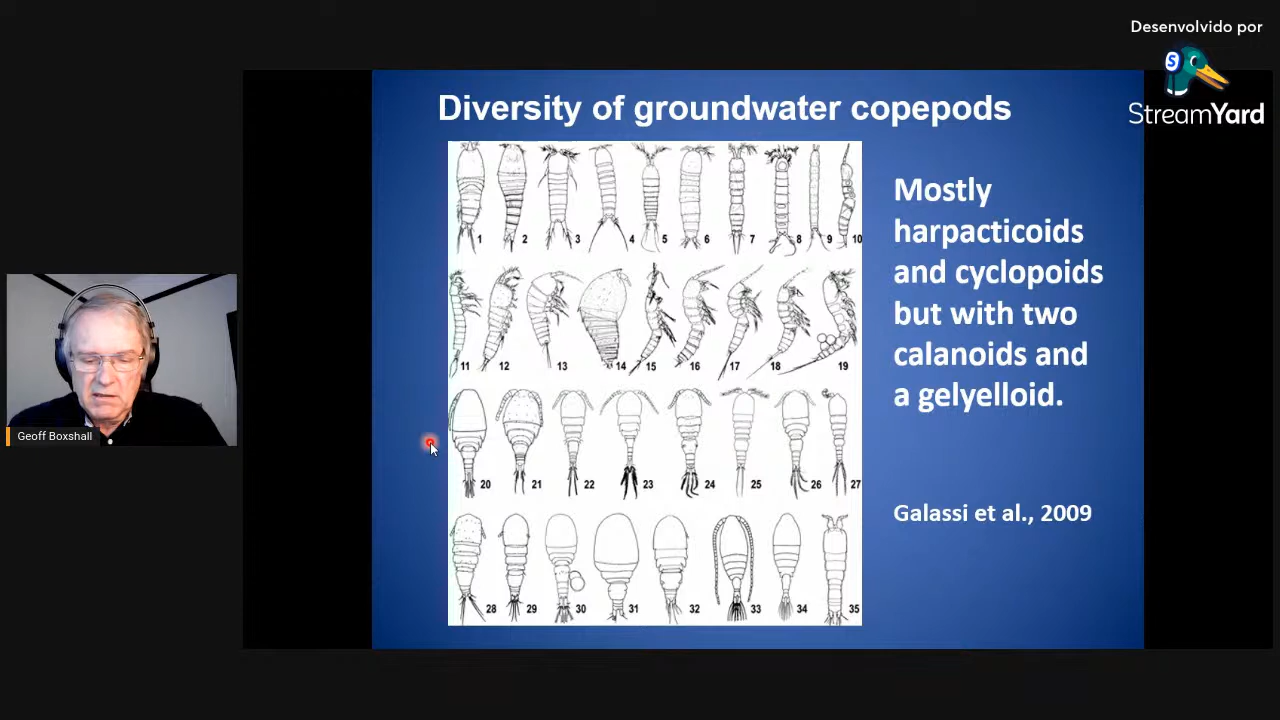 Desenvolvido por
S
StreamYard
Diversity of groundwater copepods
1 2 3 4 5 6 7 8 9 10
11 12 13 14 15 16 17 18 19
20 21 22 23 24 25 26 27
28 29 30 31 32 33 34 35
Mostly
harpacticoids
and cyclopoids
but with two
calanoids and
a gelyelloid.
Galassi et al., 2009
Geoff Boxshall